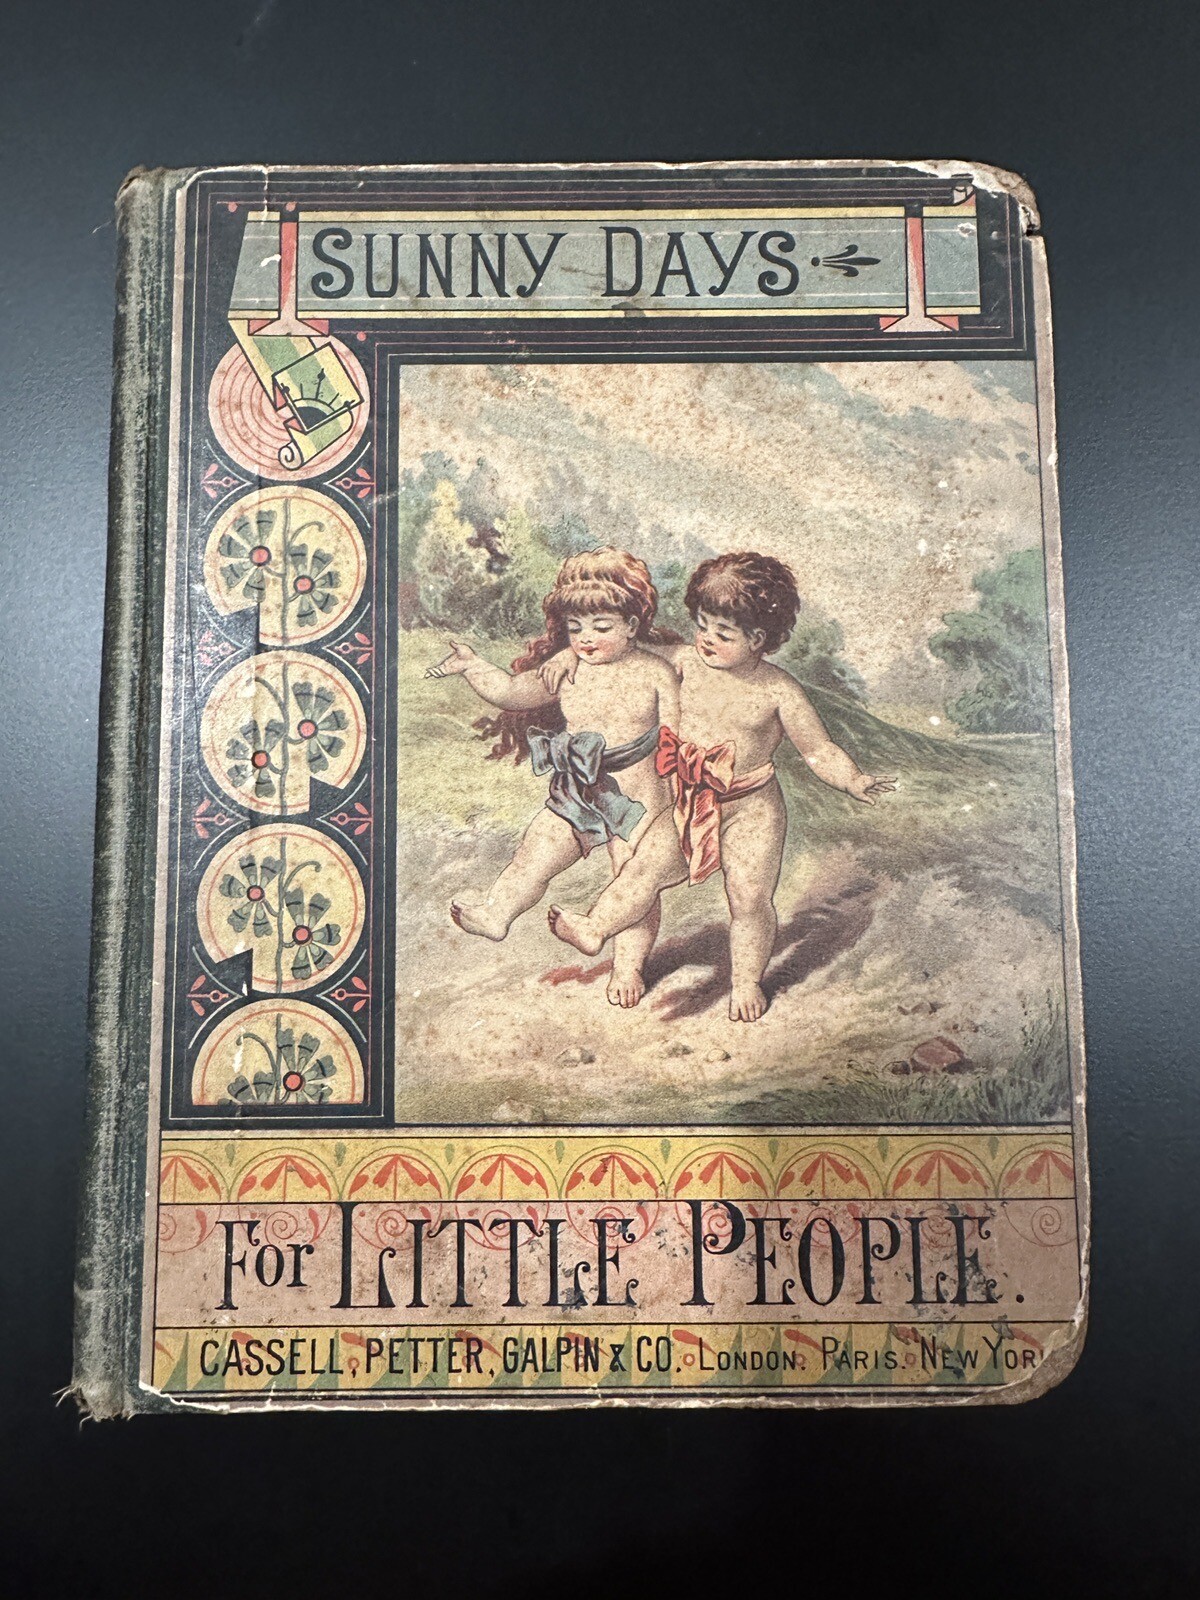 SUNNY DAYS
For LITTLE PEOPLE.
CASSELL, PETTER, GALPIN & CO. LONDON. PARIS. NEW YORK